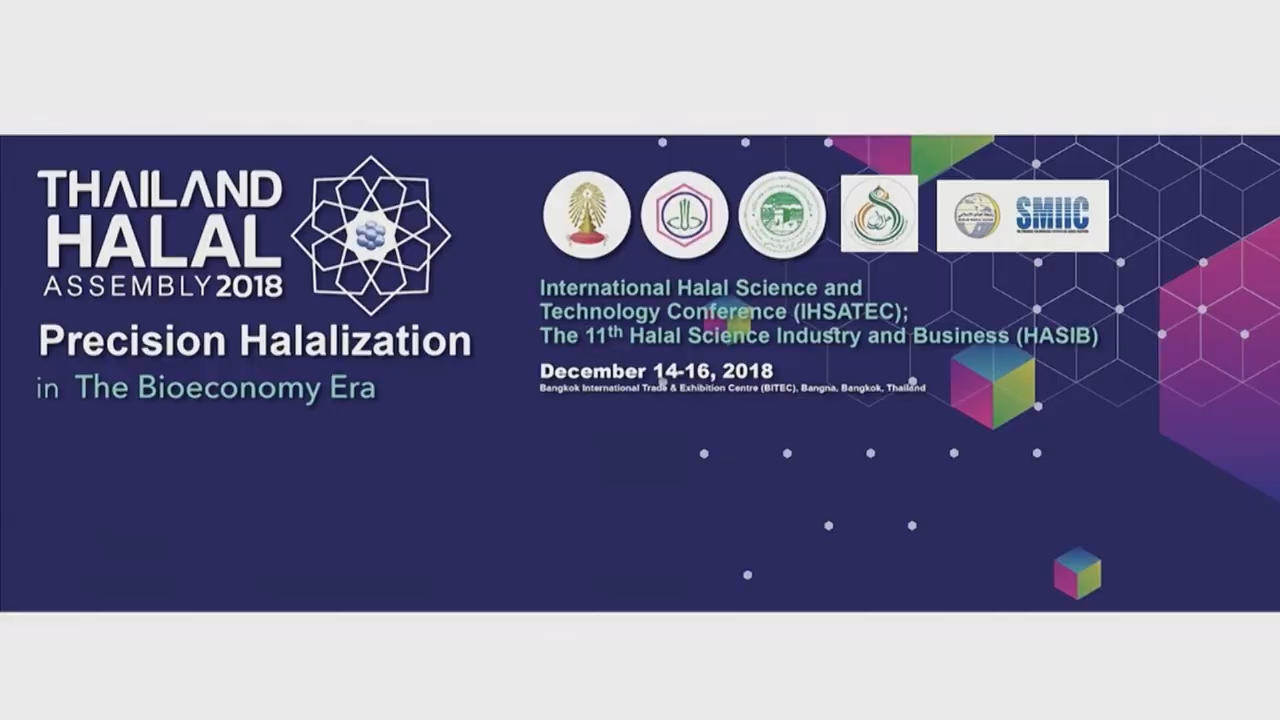 THAILAND
HALAL
ASSEMBLY 2018
Precision Halalization
in The Bioeconomy Era
SMIIC
International Halal Science and
Technology Conference (IHSATEC);
The 11th Halal Science Industry and Business (HASIB)
December 14-16, 2018
Bangkok International Trade & Exhibition Centre (BITEC), Bangna, Bangkok, Thailand